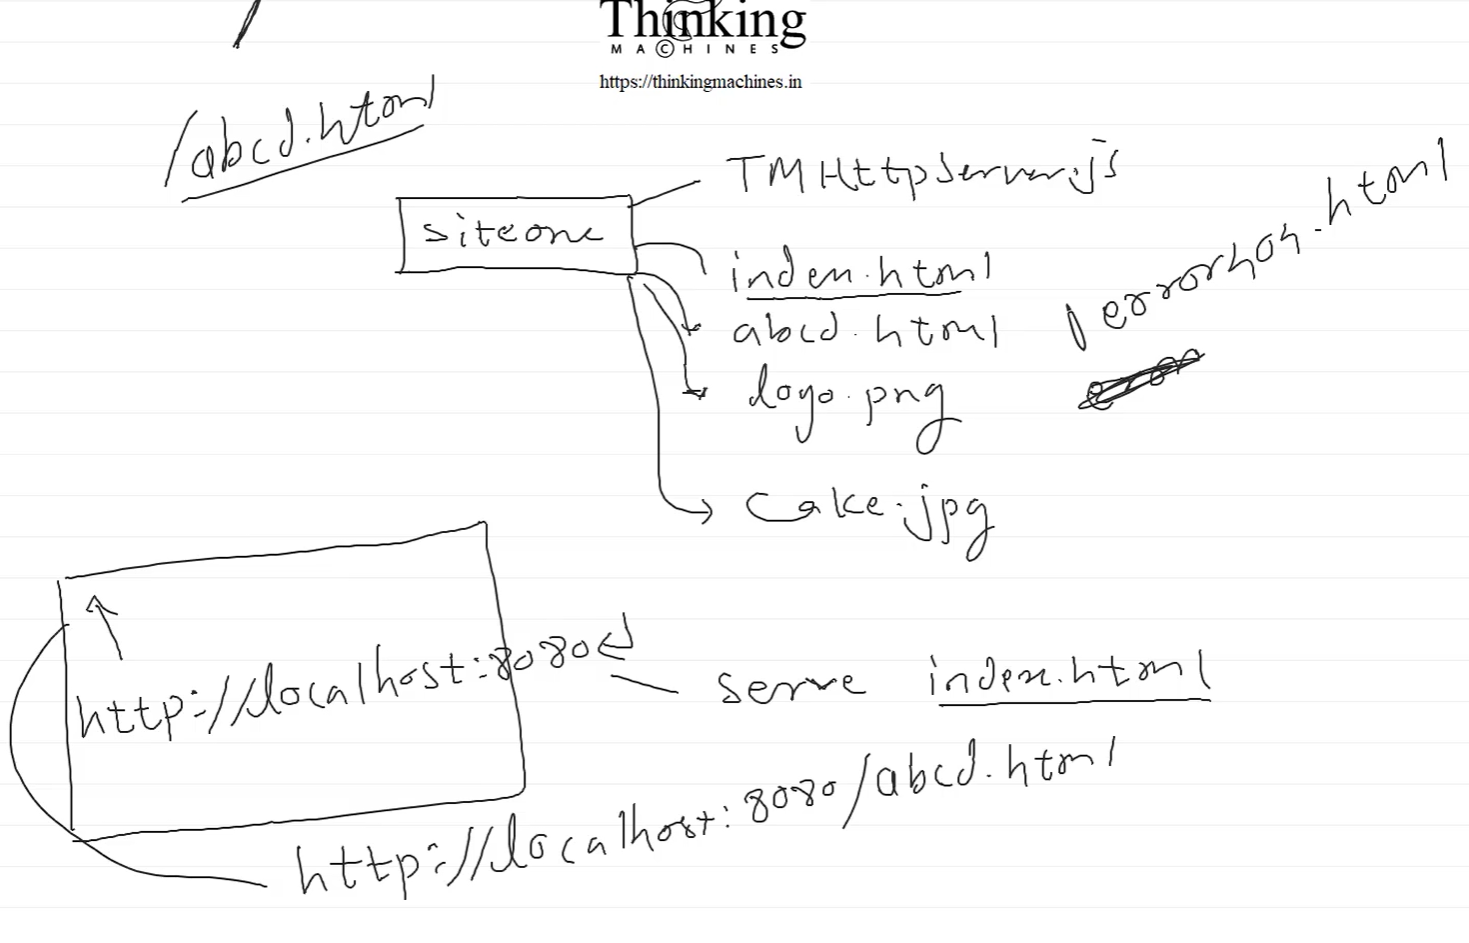 Thinking
MACHINES
https://thinkingmachines.in
/abcd.html
TMHttpServer.js
siteone
index.html
error404.html
abcd.html
logo.png
Cake.jpg
http://localhost:8080
serve index.html
http://localhost:8080/abcd.html